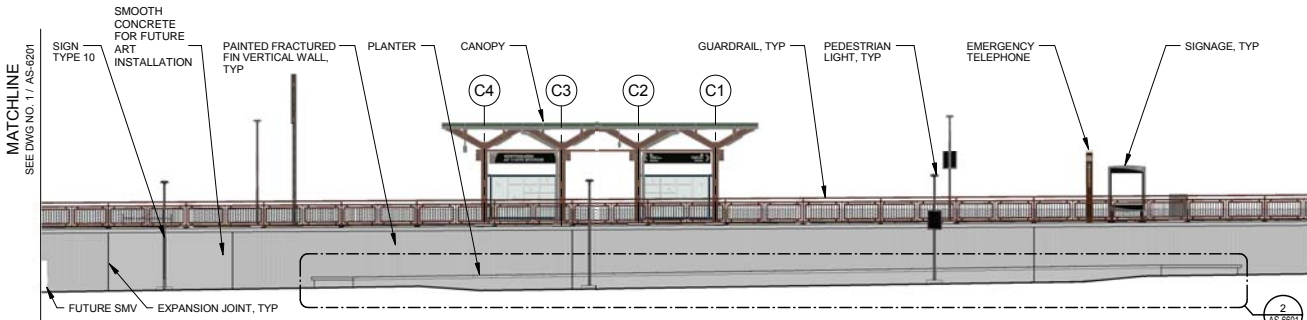 MATCHLINE
SEE DWG NO. 1 / AS-6201
SIGN
TYPE 10
SMOOTH
CONCRETE
FOR FUTURE
ART
INSTALLATION
PAINTED FRACTURED
FIN VERTICAL WALL,
TYP
PLANTER
CANOPY
GUARDRAIL, TYP
PEDESTRIAN
LIGHT, TYP
EMERGENCY
TELEPHONE
SIGNAGE, TYP
C4
C3
C2
C1
FUTURE SMV
EXPANSION JOINT, TYP
2
AS-6601